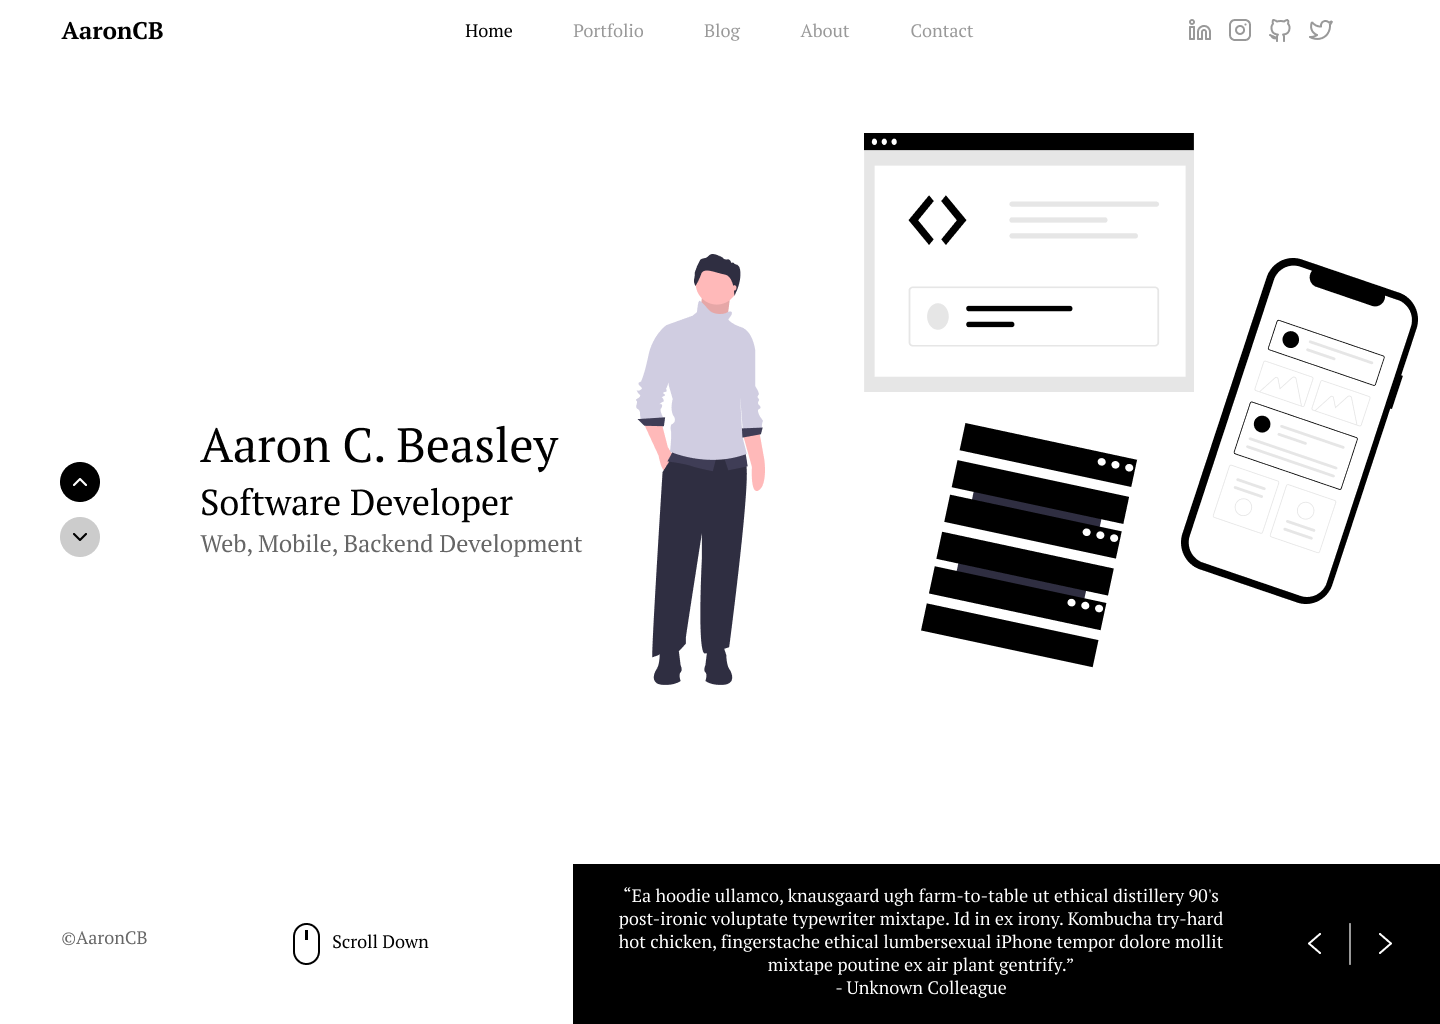 AaronCB
Home
Portfolio
Blog
About
Contact
Aaron C. Beasley
Software Developer
Web, Mobile, Backend Development
“Ea hoodie ullamco, knausgaard ugh farm-to-table ut ethical distillery 90's
post-ironic voluptate typewriter mixtape. Id in ex irony. Kombucha try-hard
hot chicken, fingerstache ethical lumbersexual iPhone tempor dolore mollit
mixtape poutine ex air plant gentrify.”
- Unknown Colleague
©AaronCB
Scroll Down